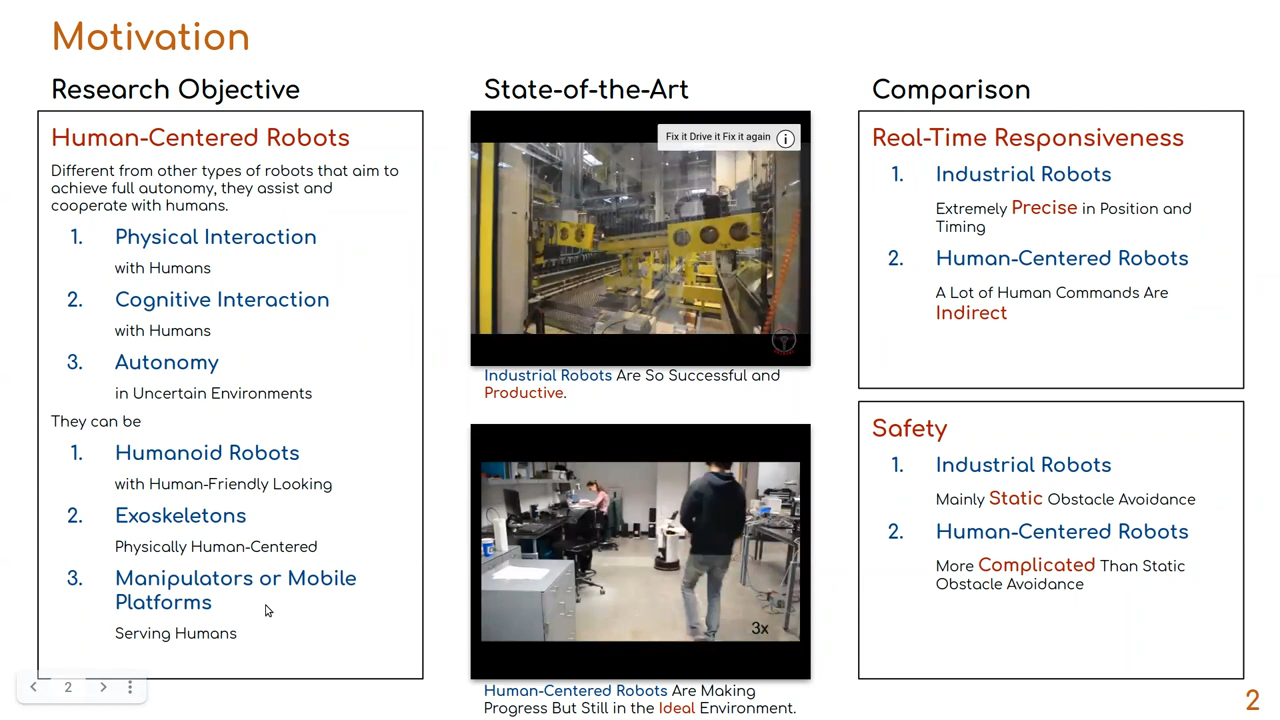 Motivation
Research Objective
Human-Centered Robots
Different from other types of robots that aim to
achieve full autonomy, they assist and
cooperate with humans.
1. Physical Interaction
with Humans
2. Cognitive Interaction
with Humans
3. Autonomy
in Uncertain Environments
They can be
1. Humanoid Robots
with Human-Friendly Looking
2. Exoskeletons
Physically Human-Centered
3. Manipulators or Mobile
Platforms
Serving Humans
2
State-of-the-Art
Fix it Drive it Fix it again
Industrial Robots Are So Successful and
Productive.
3x
Human-Centered Robots Are Making
Progress But Still in the Ideal Environment.
Comparison
Real-Time Responsiveness
1. Industrial Robots
Extremely Precise in Position and
Timing
2. Human-Centered Robots
A Lot of Human Commands Are
Indirect
Safety
1. Industrial Robots
Mainly Static Obstacle Avoidance
2. Human-Centered Robots
More Complicated Than Static
Obstacle Avoidance
2